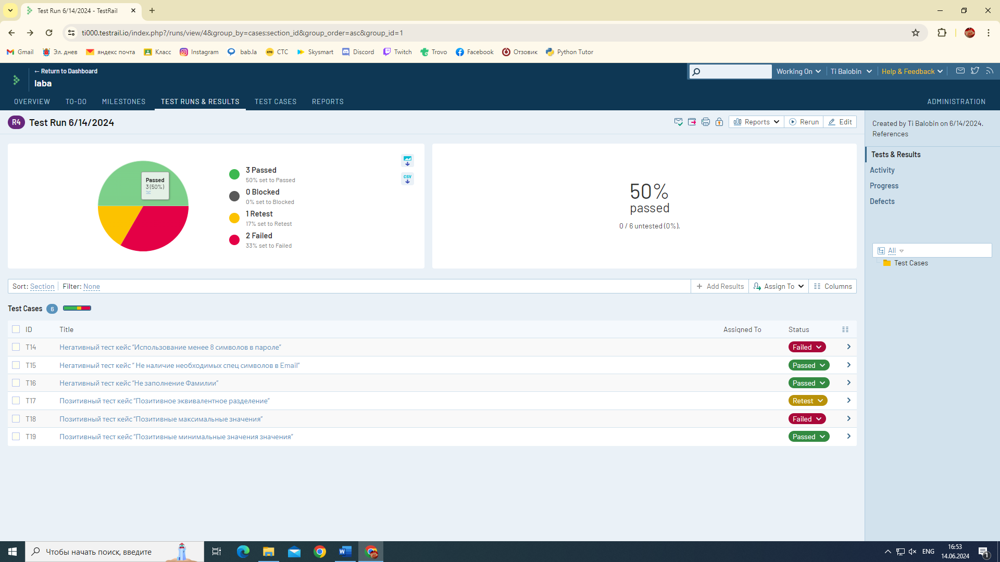 Test Run 6/14/2024 - TestRail
ti000.testrail.io/index.php?/runs/view/4&group_by=cases:section_id&group_order=asc&group_id=1
Gmail Эл. днев яндекс почта Класс Instagram bab.la СТС Skysmart Discord Twitch Trovo Facebook Отзовик Python Tutor
← Return to Dashboard
laba
Working On Ti Balobin Help & Feedback
OVERVIEW TO-DO MILESTONES TEST RUNS & RESULTS TEST CASES REPORTS ADMINISTRATION
R4 Test Run 6/14/2024
Reports Rerun Edit
Created by Ti Balobin on 6/14/2024.
References
Tests & Results
Activity
Progress
Defects
All
Test Cases
Passed
3 (50%)
3 Passed
50% set to Passed
0 Blocked
0% set to Blocked
1 Retest
17% set to Retest
2 Failed
33% set to Failed
CSV
50%
passed
0 / 6 untested (0%).
Sort: Section Filter: None
+ Add Results Assign To Columns
Test Cases 6
ID Title Assigned To Status
T14 Негативный тест кейс “Использование менее 8 символов в пароле” Failed
T15 Негативный тест кейс “ Не наличие необходимых спец символов в Email” Passed
T16 Негативный тест кейс “Не заполнение Фамилии” Passed
T17 Позитивный тест кейс “Позитивное эквивалентное разделение” Retest
T18 Позитивный тест кейс “Позитивные максимальные значения” Failed
T19 Позитивный тест кейс “Позитивные минимальные значения значения” Passed
Чтобы начать поиск, введите
ENG
16:53
14.06.2024
1